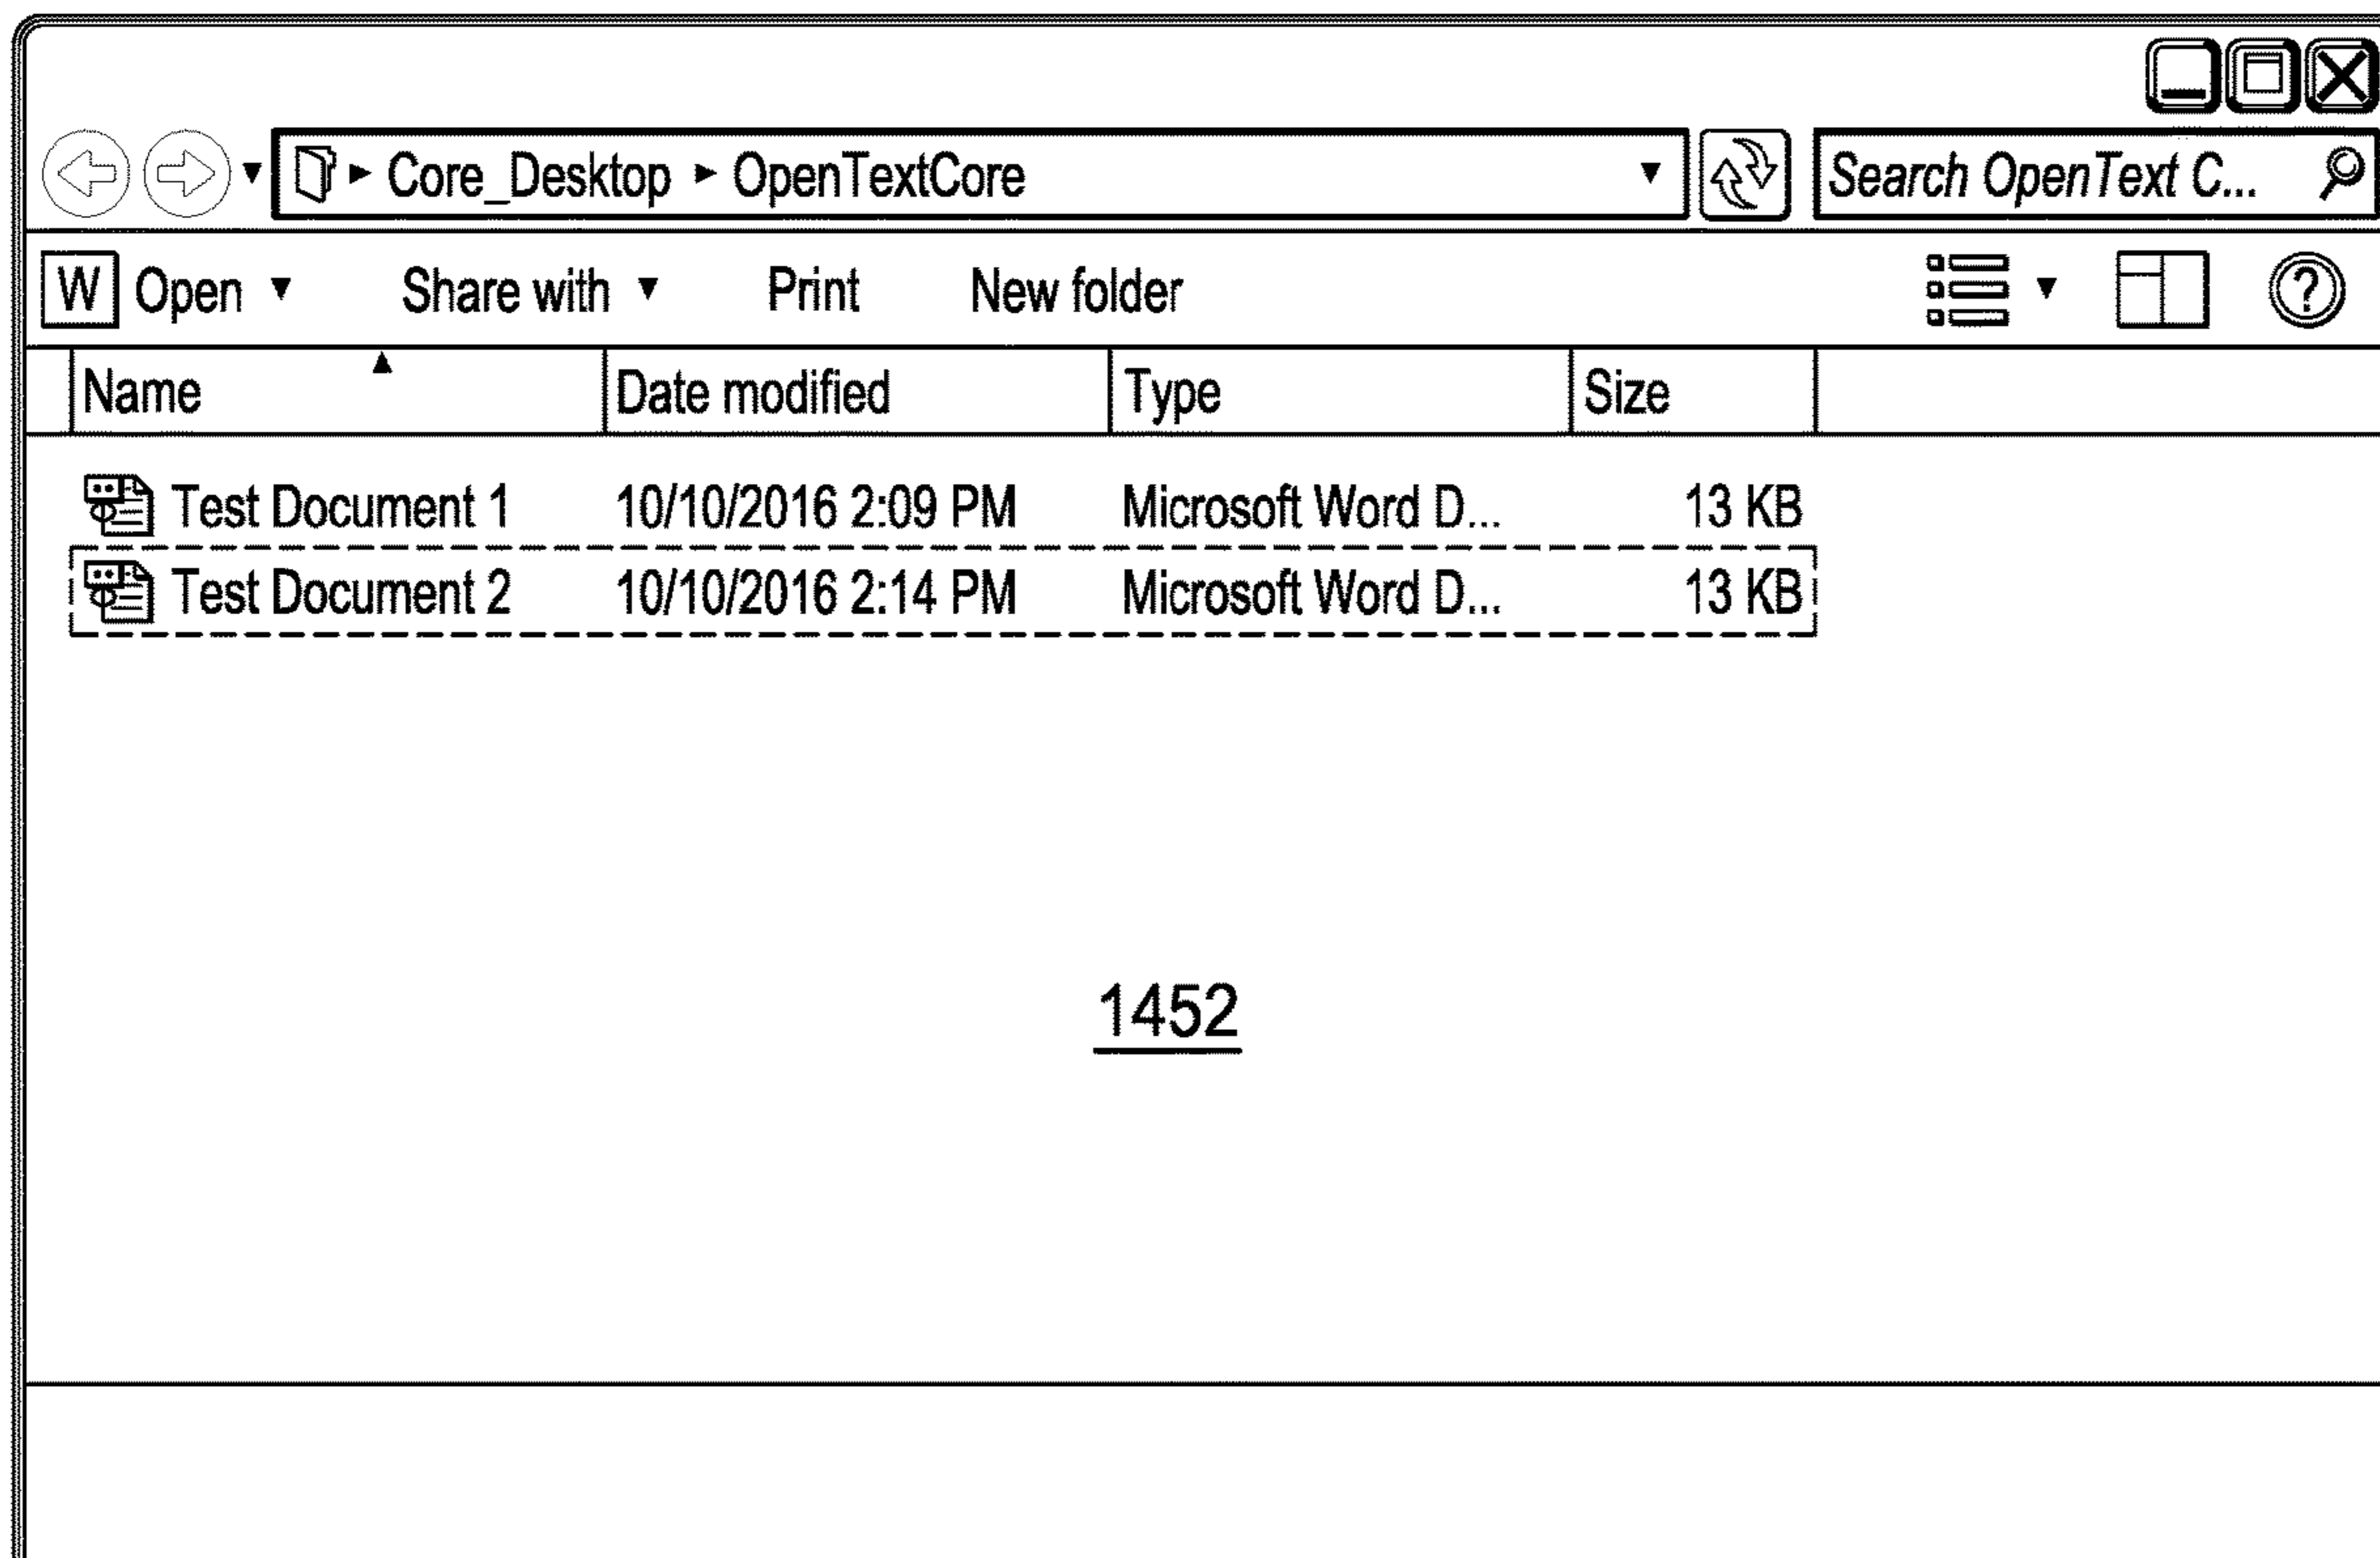 Core_Desktop ▸ OpenTextCore Search OpenText C...
W Open ▾ Share with ▾ Print New folder ?
Name Date modified Type Size
Test Document 1 10/10/2016 2:09 PM Microsoft Word D... 13 KB
Test Document 2 10/10/2016 2:14 PM Microsoft Word D... 13 KB
1452